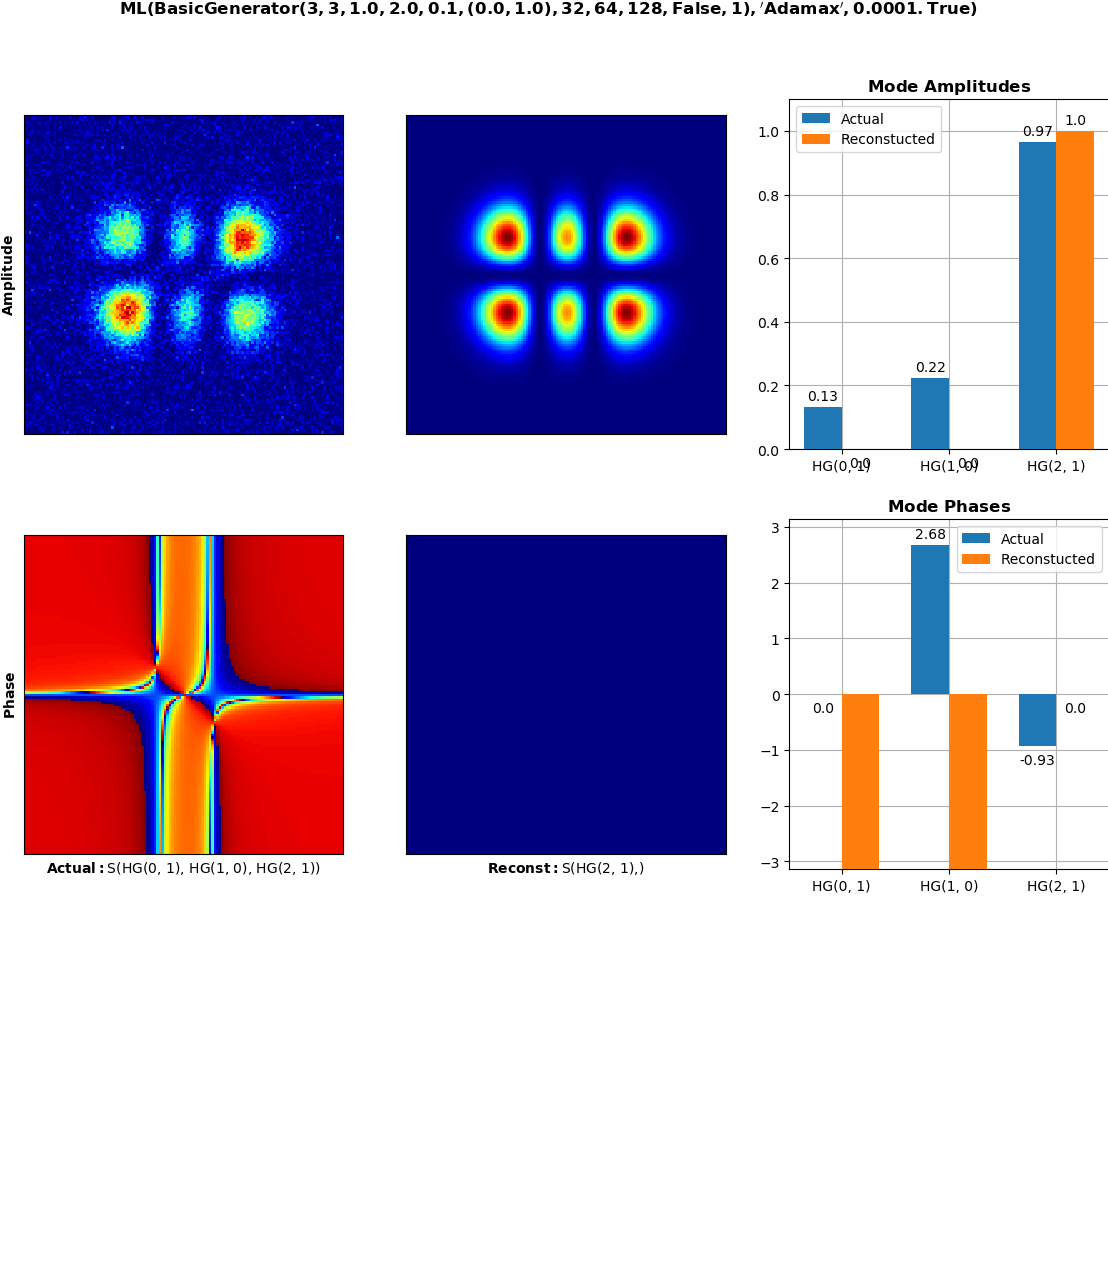 ML(BasicGenerator(3, 3, 1.0, 2.0, 0.1, (0.0, 1.0), 32, 64, 128, False, 1), 'Adamax', 0.0001. True)
Mode Amplitudes
Actual
Reconstucted
1.0
0.8
0.6
0.4
0.2
0.0
0.13
0.0
0.22
0.0
0.97
1.0
HG(0, 1)
HG(1, 0)
HG(2, 1)
Amplitude
Mode Phases
Actual
Reconstucted
3
2
1
0
−1
−2
−3
0.0
2.68
-0.93
0.0
HG(0, 1)
HG(1, 0)
HG(2, 1)
Phase
Actual: S(HG(0, 1), HG(1, 0), HG(2, 1))
Reconst: S(HG(2, 1),)